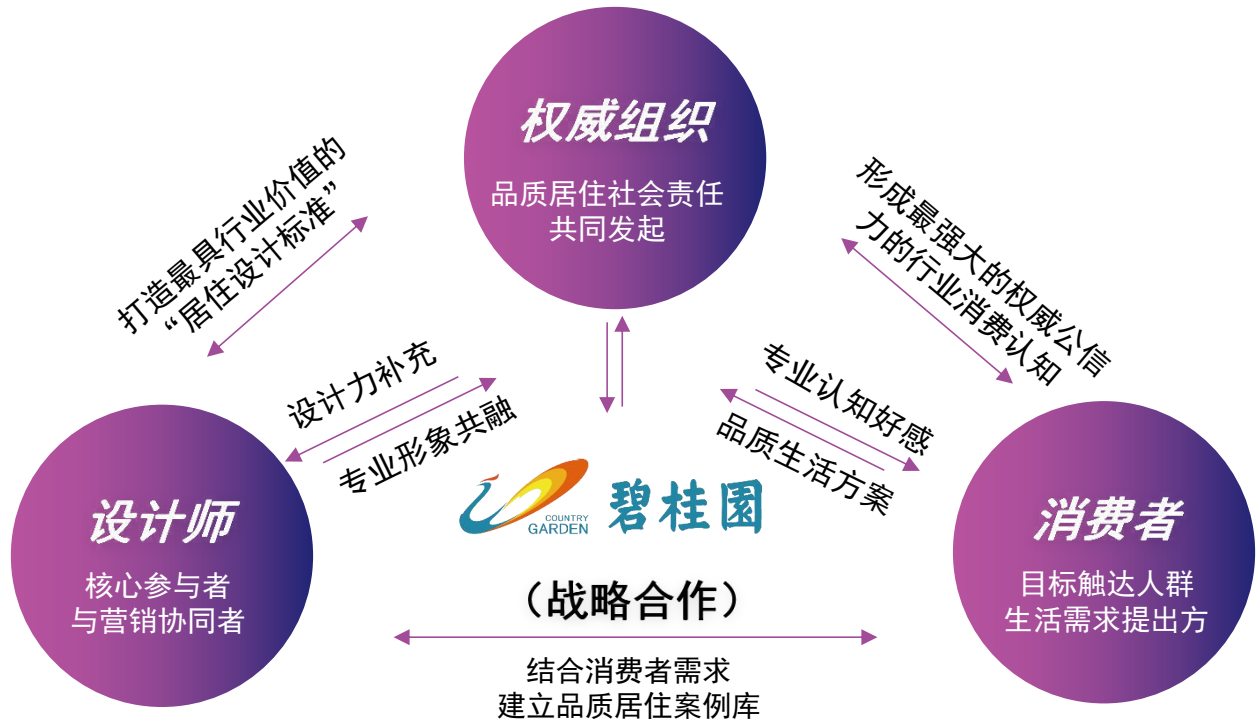 权威组织
品质居住社会责任
共同发起
打造最具行业价值的
“居住设计标准”
形成最强大的权威公信
力的行业消费认知
设计力补充
专业形象共融
专业认知好感
品质生活方案
COUNTRY
GARDEN
碧桂園
设计师
核心参与者
与营销协同者
消费者
目标触达人群
生活需求提出方
（战略合作）
结合消费者需求
建立品质居住案例库